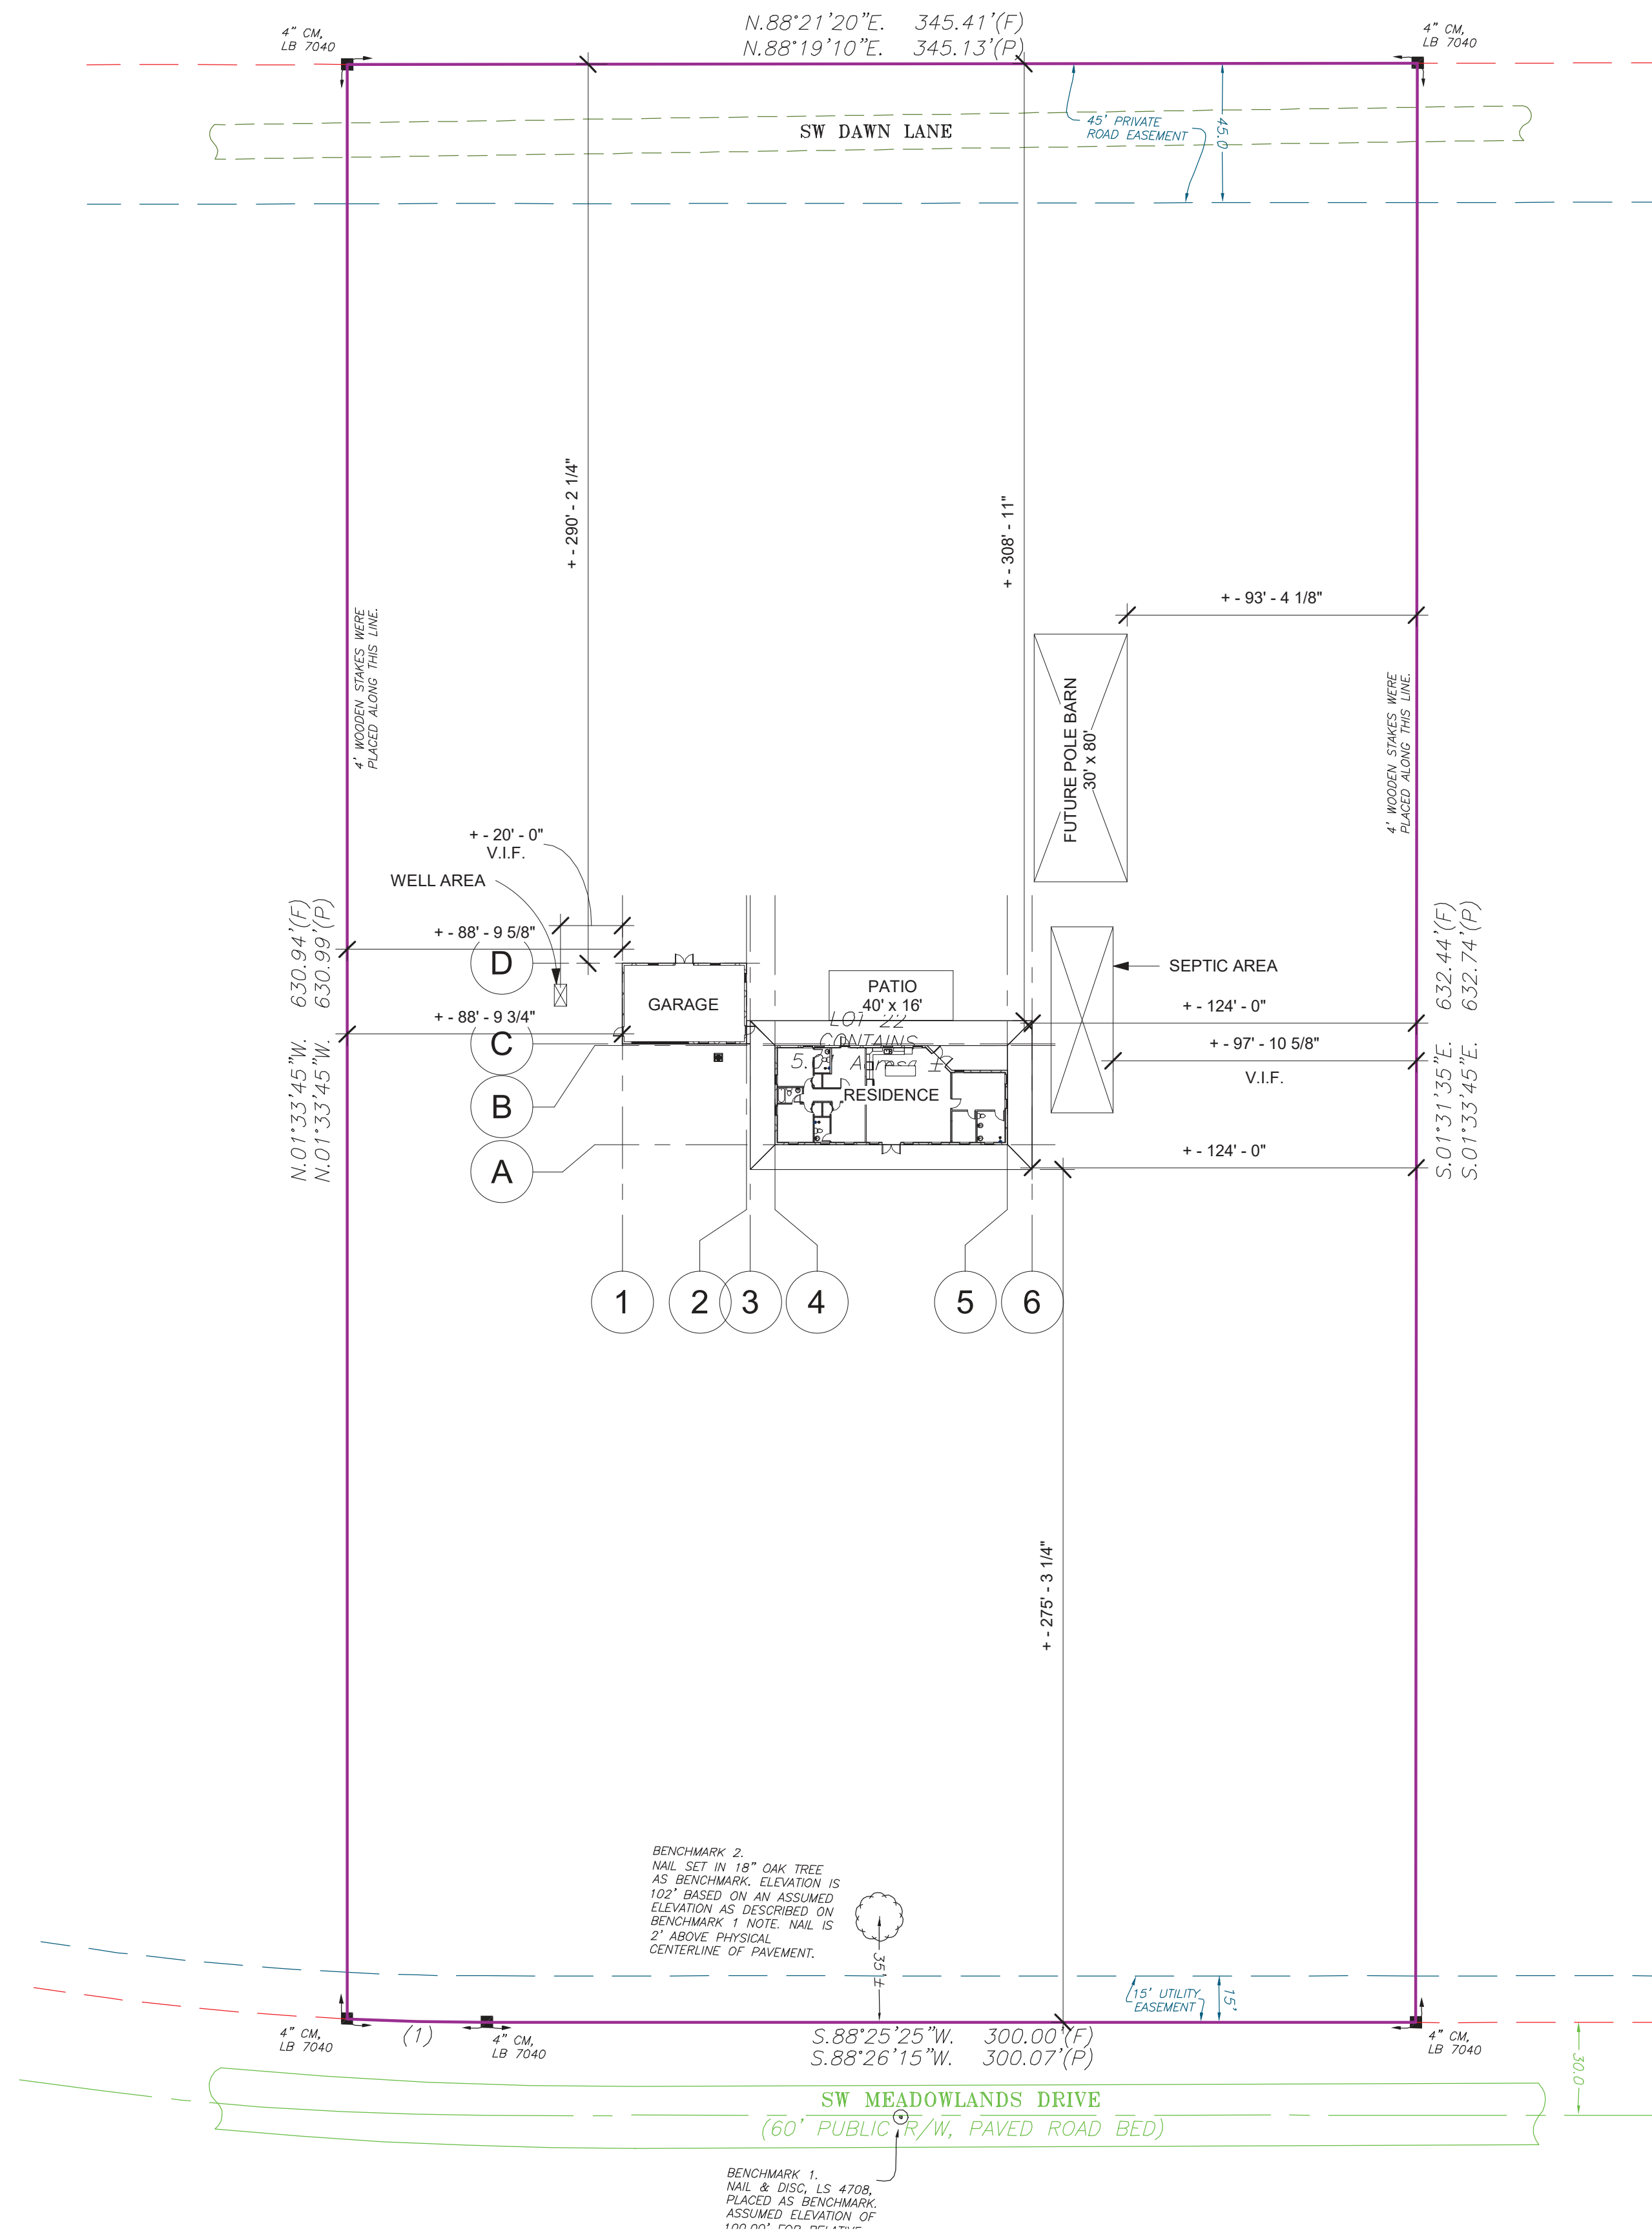 N.88°21'20"E. 345.41'(F)
N.88°19'10"E. 345.13'(P)
4" CM,
LB 7040
4" CM,
LB 7040
SW DAWN LANE
45' PRIVATE
ROAD EASEMENT
45.0
+ - 290' - 2 1/4"
+ - 308' - 11"
+ - 93' - 4 1/8"
4' WOODEN STAKES WERE
PLACED ALONG THIS LINE.
FUTURE POLE BARN
30' x 80'
4' WOODEN STAKES WERE
PLACED ALONG THIS LINE.
+ - 20' - 0"
V.I.F.
WELL AREA
N.01°33'45"W. 630.94'(F)
N.01°33'45"W. 630.99'(P)
+ - 88' - 9 5/8"
D
GARAGE
PATIO
40' x 16'
SEPTIC AREA
+ - 88' - 9 3/4"
C
LOT 22
CONTAINS
5.01 Acres ±
+ - 124' - 0"
+ - 97' - 10 5/8"
V.I.F.
S.01°31'35"E. 632.44'(F)
S.01°33'45"E. 632.74'(P)
B
RESIDENCE
A
+ - 124' - 0"
1
2
3
4
5
6
+ - 275' - 3 1/4"
BENCHMARK 2.
NAIL SET IN 18" OAK TREE
AS BENCHMARK. ELEVATION IS
102' BASED ON AN ASSUMED
ELEVATION AS DESCRIBED ON
BENCHMARK 1 NOTE. NAIL IS
2' ABOVE PHYSICAL
CENTERLINE OF PAVEMENT.
35'±
15' UTILITY
EASEMENT
15'
4" CM,
LB 7040
(1)
4" CM,
LB 7040
S.88°25'25"W. 300.00'(F)
S.88°26'15"W. 300.07'(P)
4" CM,
LB 7040
30.0
SW MEADOWLANDS DRIVE
(60' PUBLIC R/W, PAVED ROAD BED)
BENCHMARK 1.
NAIL & DISC, LS 4708,
PLACED AS BENCHMARK.
ASSUMED ELEVATION OF
100.00' FOR RELATIVE